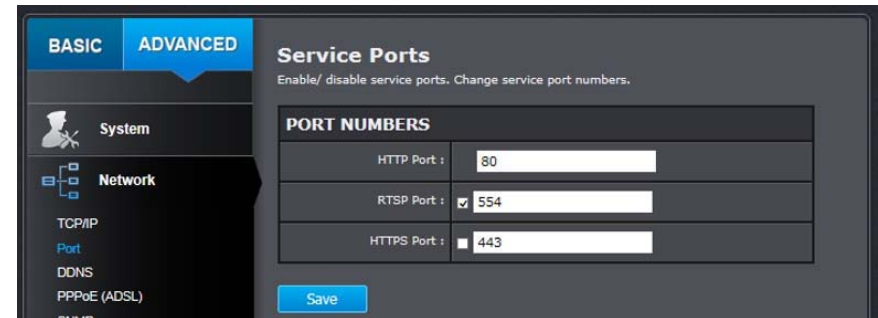 BASIC ADVANCED
Service Ports
Enable/ disable service ports. Change service port numbers.
System
Network
TCP/IP
Port
DDNS
PPPoE (ADSL)
PORT NUMBERS
HTTP Port : 80
RTSP Port : 554
HTTPS Port : 443
Save